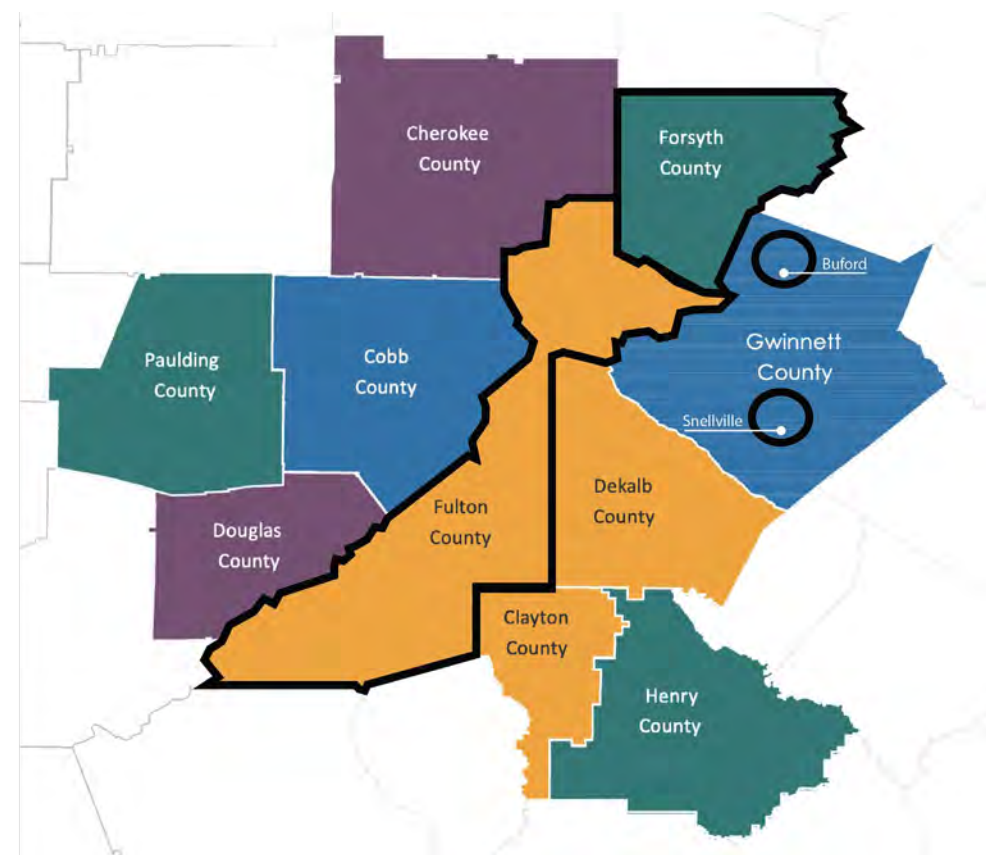 Cherokee
County
Forsyth
County
Buford
Gwinnett
County
Paulding
County
Cobb
County
Snellville
Dekalb
County
Fulton
County
Douglas
County
Clayton
County
Henry
County